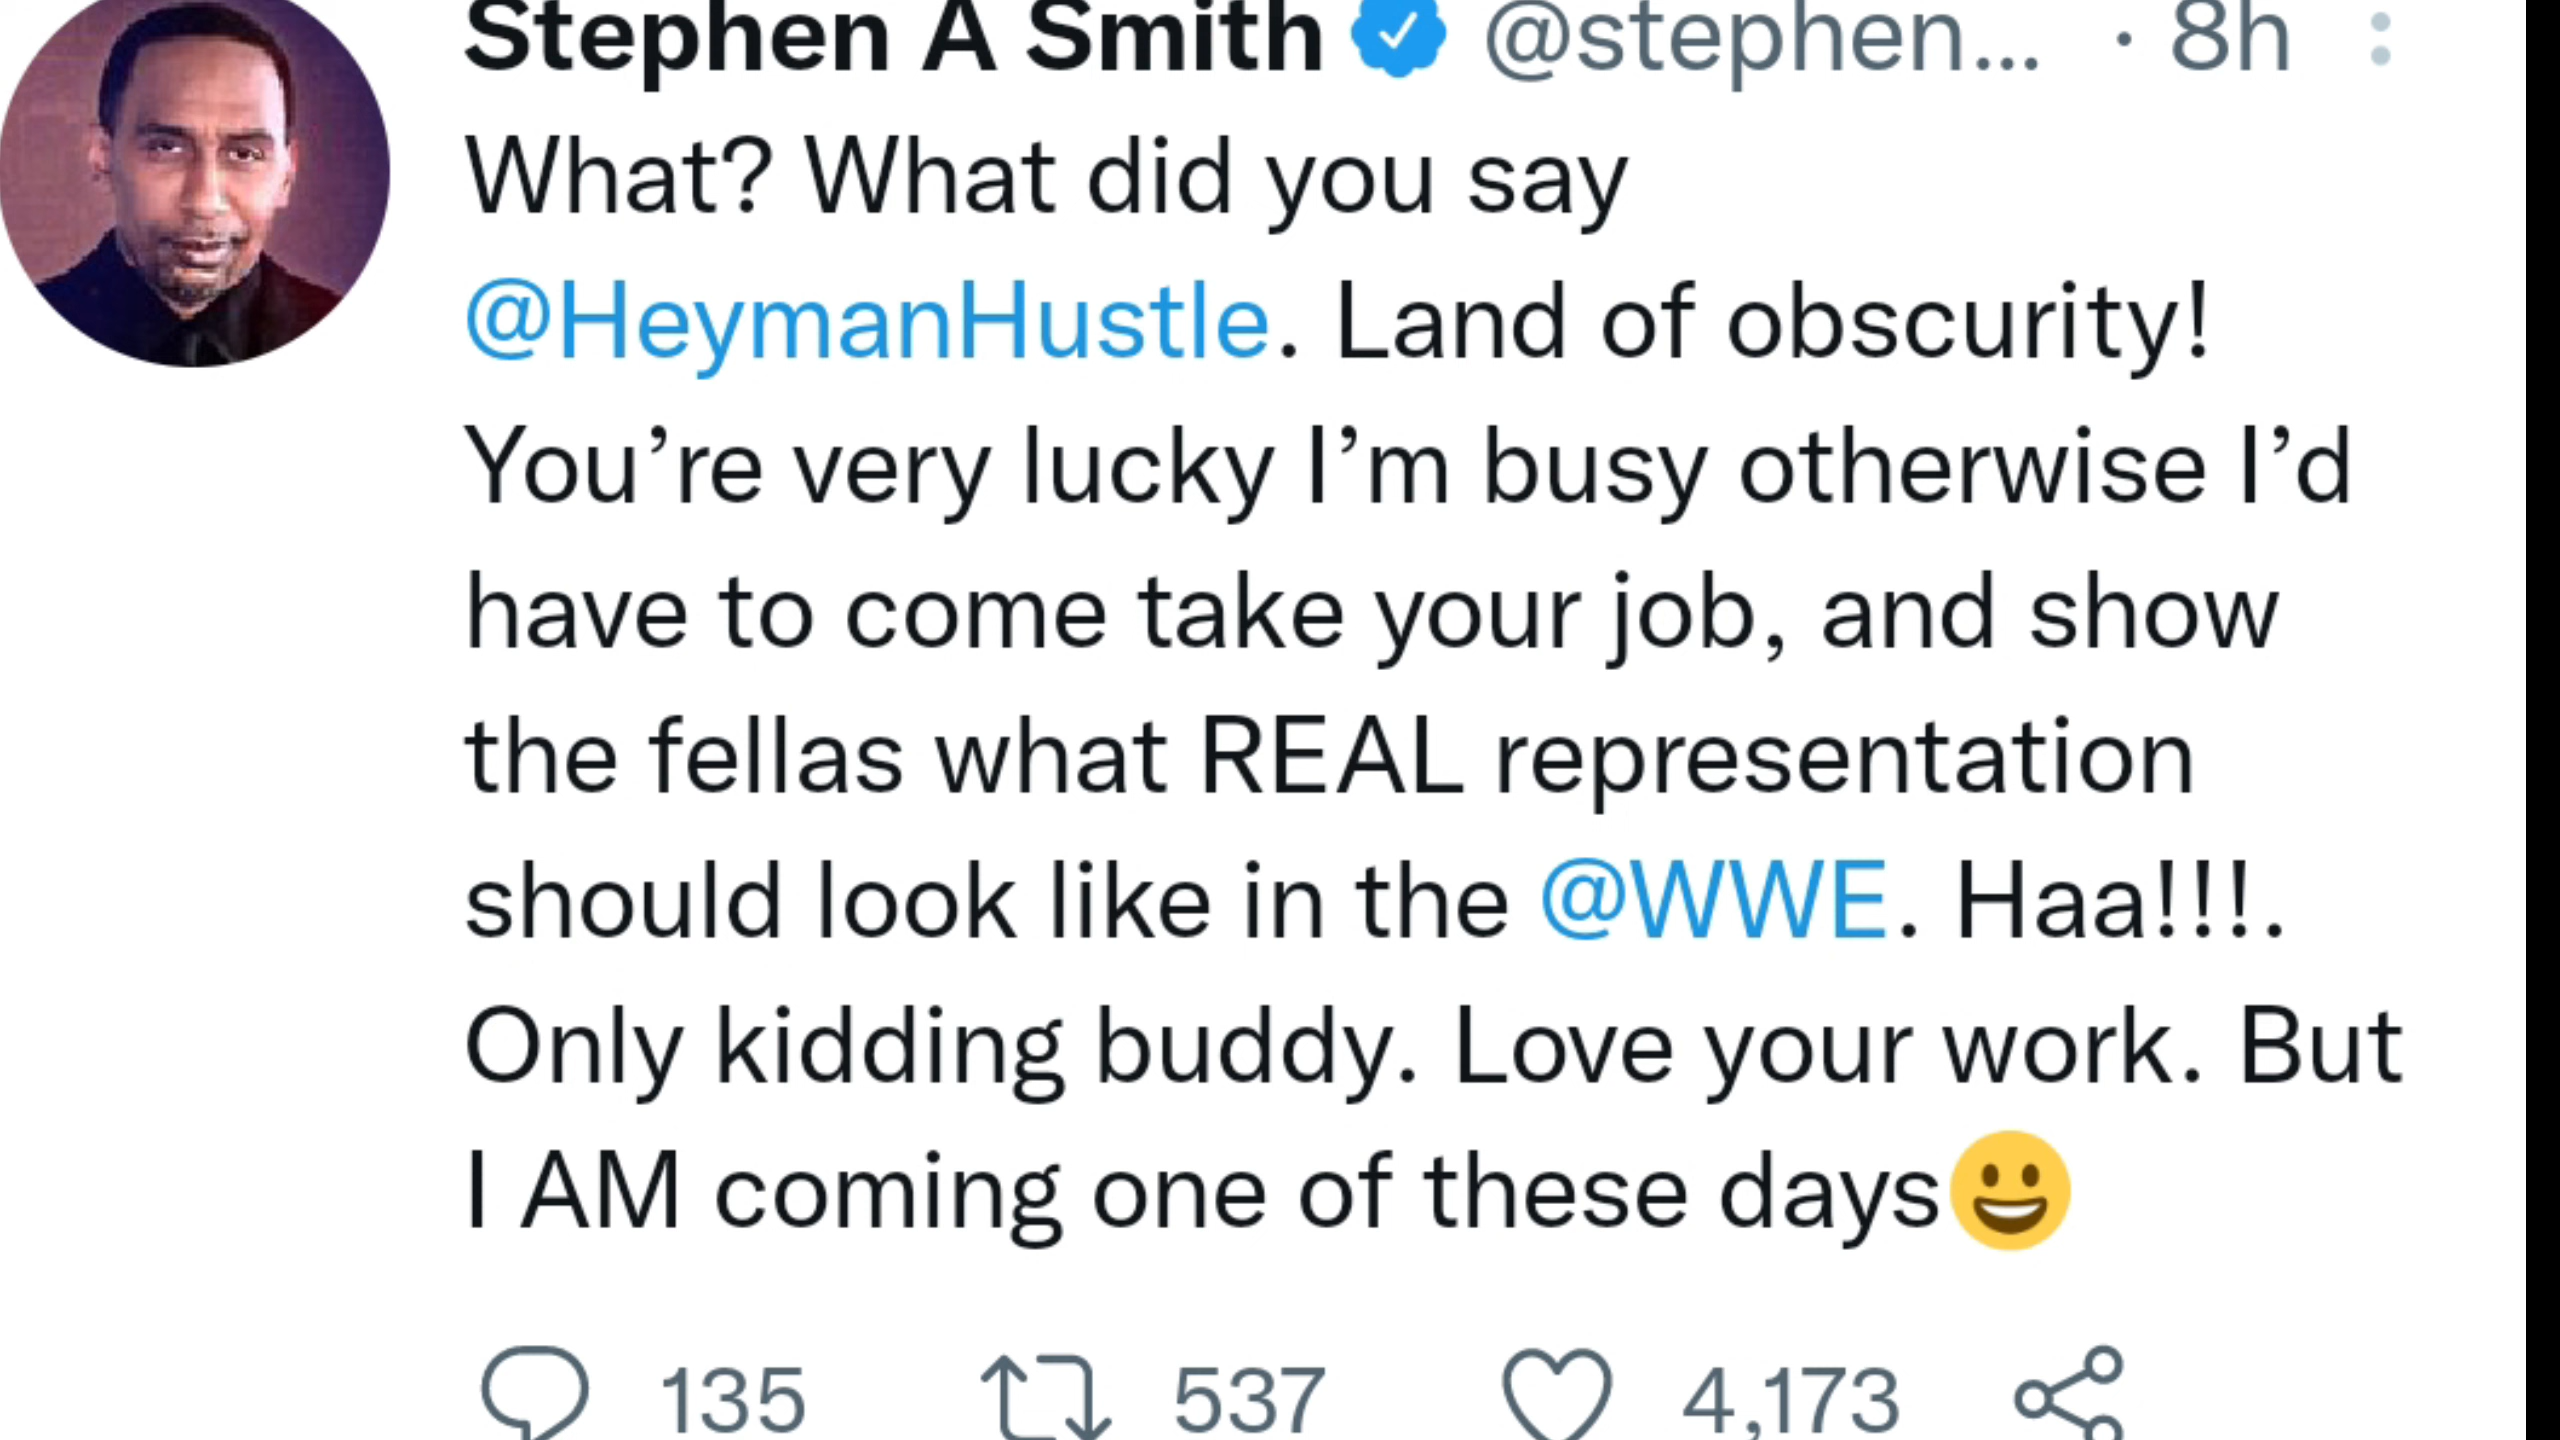 Stephen A Smith @stephen... · 8h
What? What did you say
@HeymanHustle. Land of obscurity!
You’re very lucky I’m busy otherwise I’d
have to come take your job, and show
the fellas what REAL representation
should look like in the @WWE. Haa!!!.
Only kidding buddy. Love your work. But
I AM coming one of these days😀
135 537 4,173